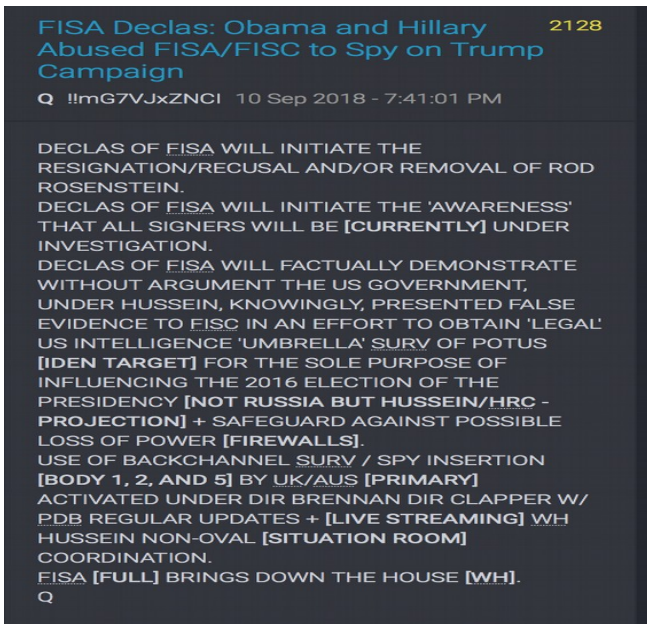 FISA Declas: Obama and Hillary 2128
Abused FISA/FISC to Spy on Trump
Campaign
Q !!mG7VJxZNCI 10 Sep 2018 - 7:41:01 PM
DECLAS OF FISA WILL INITIATE THE
RESIGNATION/RECUSAL AND/OR REMOVAL OF ROD
ROSENSTEIN.
DECLAS OF FISA WILL INITIATE THE 'AWARENESS'
THAT ALL SIGNERS WILL BE [CURRENTLY] UNDER
INVESTIGATION.
DECLAS OF FISA WILL FACTUALLY DEMONSTRATE
WITHOUT ARGUMENT THE US GOVERNMENT,
UNDER HUSSEIN, KNOWINGLY, PRESENTED FALSE
EVIDENCE TO FISC IN AN EFFORT TO OBTAIN 'LEGAL'
US INTELLIGENCE 'UMBRELLA' SURV OF POTUS
[IDEN TARGET] FOR THE SOLE PURPOSE OF
INFLUENCING THE 2016 ELECTION OF THE
PRESIDENCY [NOT RUSSIA BUT HUSSEIN/HRC -
PROJECTION] + SAFEGUARD AGAINST POSSIBLE
LOSS OF POWER [FIREWALLS].
USE OF BACKCHANNEL SURV / SPY INSERTION
[BODY 1, 2, AND 5] BY UK/AUS [PRIMARY]
ACTIVATED UNDER DIR BRENNAN DIR CLAPPER W/
PDB REGULAR UPDATES + [LIVE STREAMING] WH
HUSSEIN NON-OVAL [SITUATION ROOM]
COORDINATION.
FISA [FULL] BRINGS DOWN THE HOUSE [WH].
Q